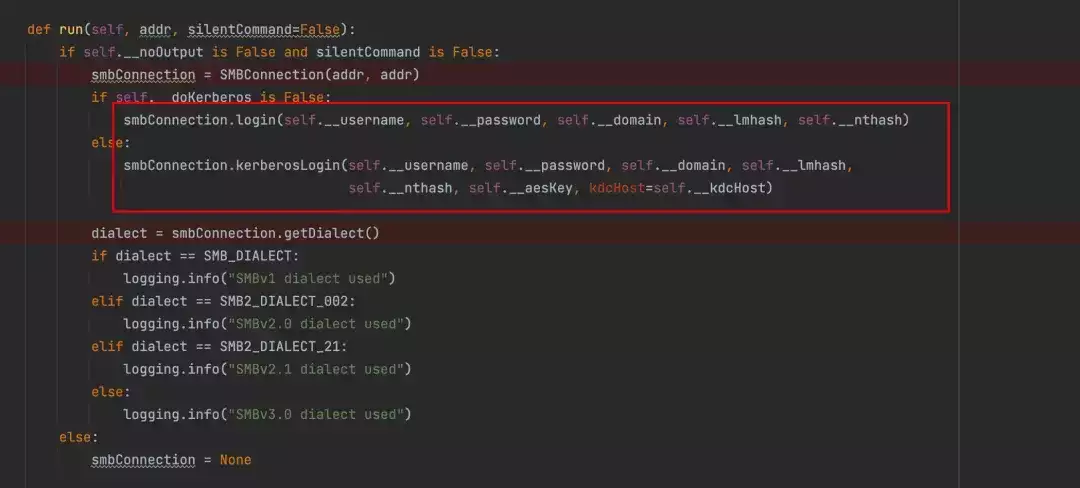 def run(self, addr, silentCommand=False):
    if self.__noOutput is False and silentCommand is False:
        smbConnection = SMBConnection(addr, addr)
        if self.__doKerberos is False:
            smbConnection.login(self.__username, self.__password, self.__domain, self.__lmhash, self.__nthash)
        else:
            smbConnection.kerberosLogin(self.__username, self.__password, self.__domain, self.__lmhash,
                                        self.__nthash, self.__aesKey, kdcHost=self.__kdcHost)
        dialect = smbConnection.getDialect()
        if dialect == SMB_DIALECT:
            logging.info("SMBv1 dialect used")
        elif dialect == SMB2_DIALECT_002:
            logging.info("SMBv2.0 dialect used")
        elif dialect == SMB2_DIALECT_21:
            logging.info("SMBv2.1 dialect used")
        else:
            logging.info("SMBv3.0 dialect used")
    else:
        smbConnection = None